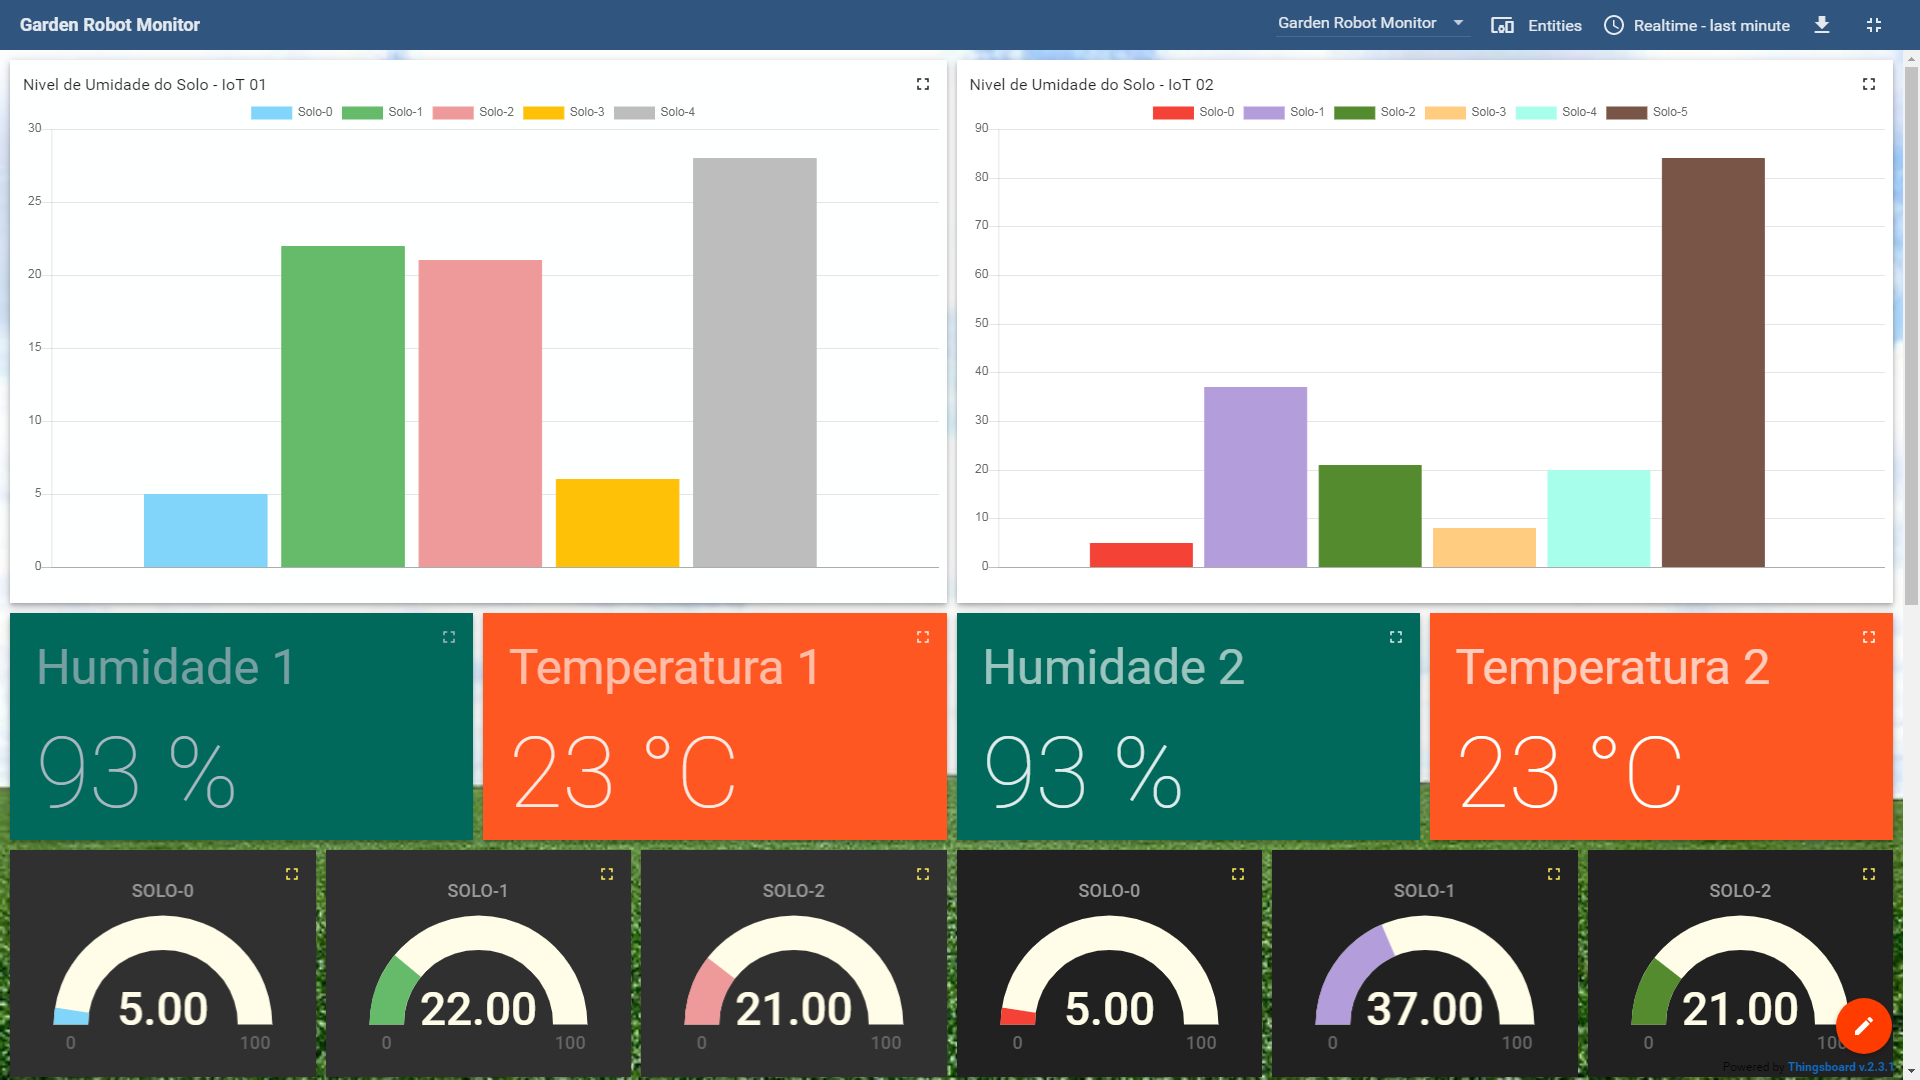 Garden Robot Monitor
Garden Robot Monitor
Entities
Realtime - last minute
Nivel de Umidade do Solo - IoT 01
Solo-0 Solo-1 Solo-2 Solo-3 Solo-4
30
25
20
15
10
5
0
Nivel de Umidade do Solo - IoT 02
Solo-0 Solo-1 Solo-2 Solo-3 Solo-4 Solo-5
90
80
70
60
50
40
30
20
10
0
Humidade 1
93 %
Temperatura 1
23 °C
Humidade 2
93 %
Temperatura 2
23 °C
SOLO-0
5.00
0 100
SOLO-1
22.00
0 100
SOLO-2
21.00
0 100
SOLO-0
5.00
0 100
SOLO-1
37.00
0 100
SOLO-2
21.00
0 100
Powered by Thingsboard v.2.3.1